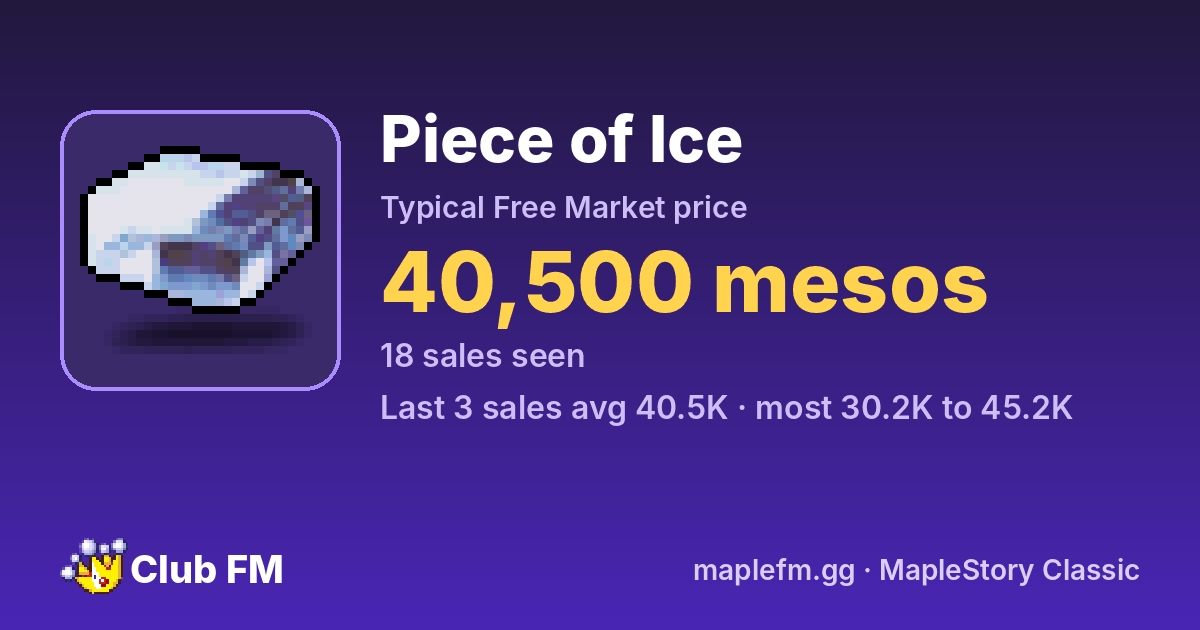 Piece of Ice
Typical Free Market price
40,500 mesos
18 sales seen
Last 3 sales avg 40.5K · most 30.2K to 45.2K
Club FM
maplefm.gg · MapleStory Classic